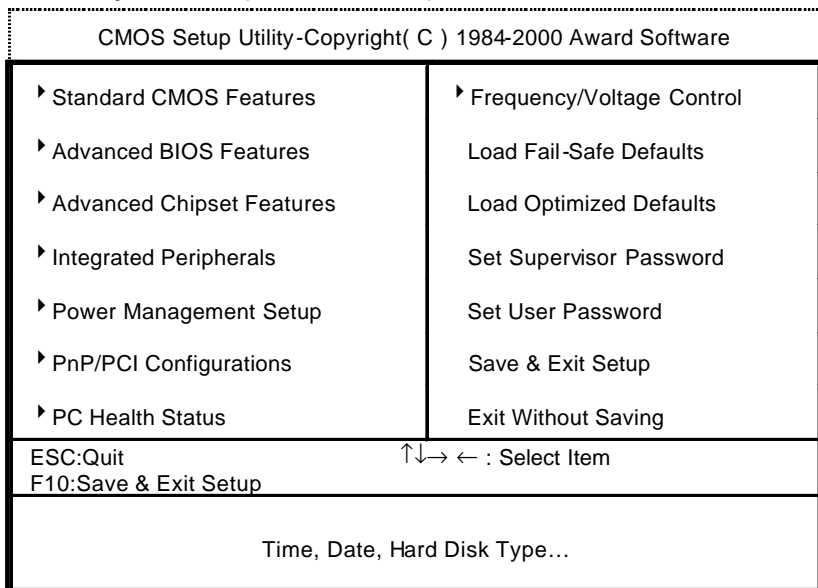 CMOS Setup Utility-Copyright( C ) 1984-2000 Award Software
Standard CMOS Features
Advanced BIOS Features
Advanced Chipset Features
Integrated Peripherals
Power Management Setup
PnP/PCI Configurations
PC Health Status
Frequency/Voltage Control
Load Fail-Safe Defaults
Load Optimized Defaults
Set Supervisor Password
Set User Password
Save & Exit Setup
Exit Without Saving
ESC:Quit ↑↓→ ← : Select Item
F10:Save & Exit Setup
Time, Date, Hard Disk Type…